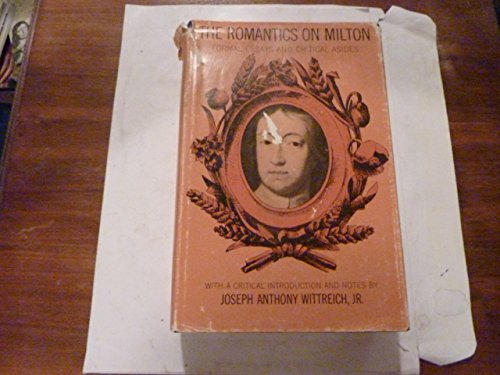 THE ROMANTICS ON MILTON
FORMAL ESSAYS AND CRITICAL ASIDES
WITH A CRITICAL INTRODUCTION AND NOTES BY
JOSEPH ANTHONY WITTREICH, JR.